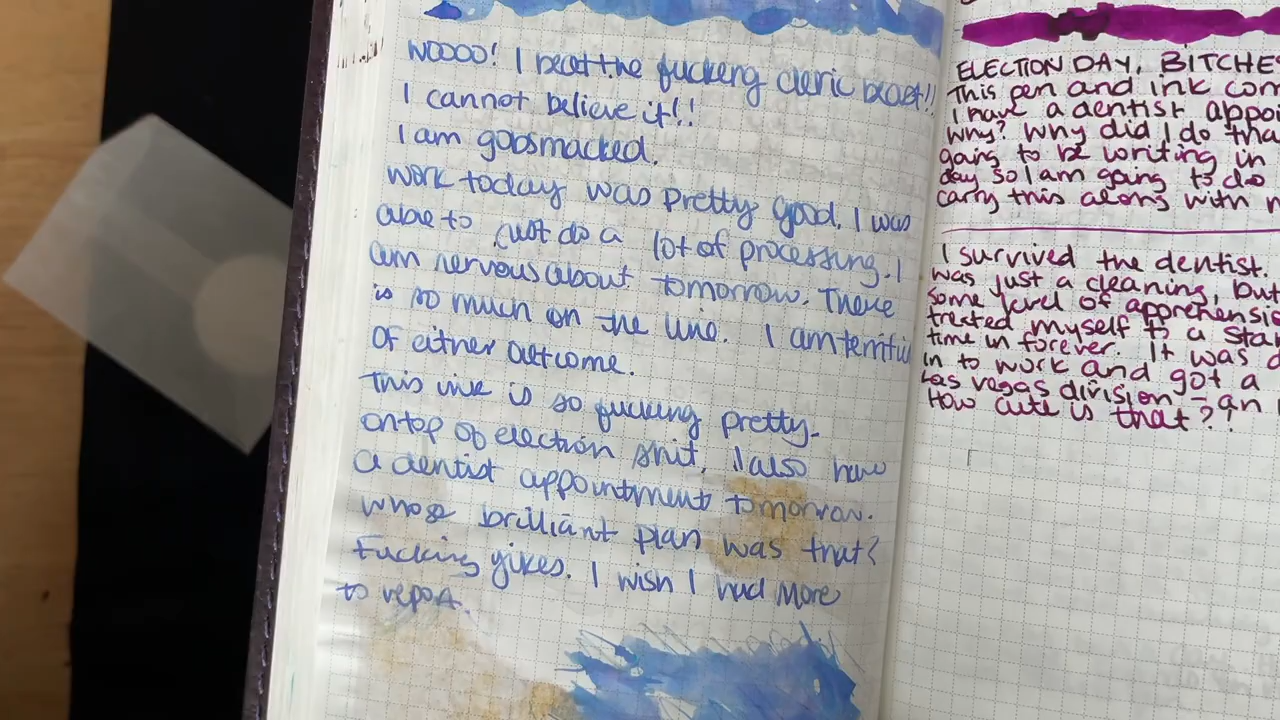 WOOOO! I beat the fucking cleric beast!!
I cannot believe it!!
I am gobsmacked.
work today was pretty good. I was
able to just do a lot of processing. I
am nervous about tomorrow. There
is so much on the line. I am terrified
of either outcome.
This ink is so fucking pretty.
on top of election shit, I also have
a dentist appointment tomorrow.
whose brilliant plan was that?
Fucking yikes. I wish I had more
to report.
ELECTION DAY, BITCHES
This pen and ink com
I have a dentist appoi
Why? Why did I do tha
going to be writing in
day so I am going to do
carry this along with m
I survived the dentist.
was just a cleaning, but
some level of apprehensi
treated myself to a Star
time in forever. It was a
in to work and got a
Las vegas division - an
How cute is that??